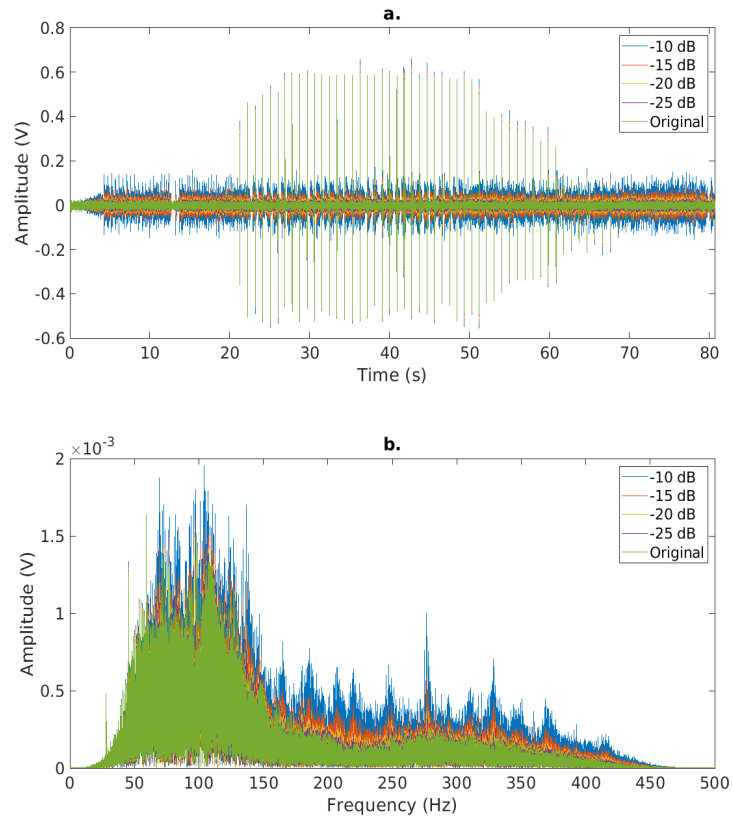 a.
0.8
0.6
0.4
0.2
0
-0.2
-0.4
-0.6
Amplitude (V)
-10 dB
-15 dB
-20 dB
-25 dB
Original
0 10 20 30 40 50 60 70 80
Time (s)
b.
×10⁻³
2
1.5
1
0.5
0
Amplitude (V)
-10 dB
-15 dB
-20 dB
-25 dB
Original
0 50 100 150 200 250 300 350 400 450 500
Frequency (Hz)